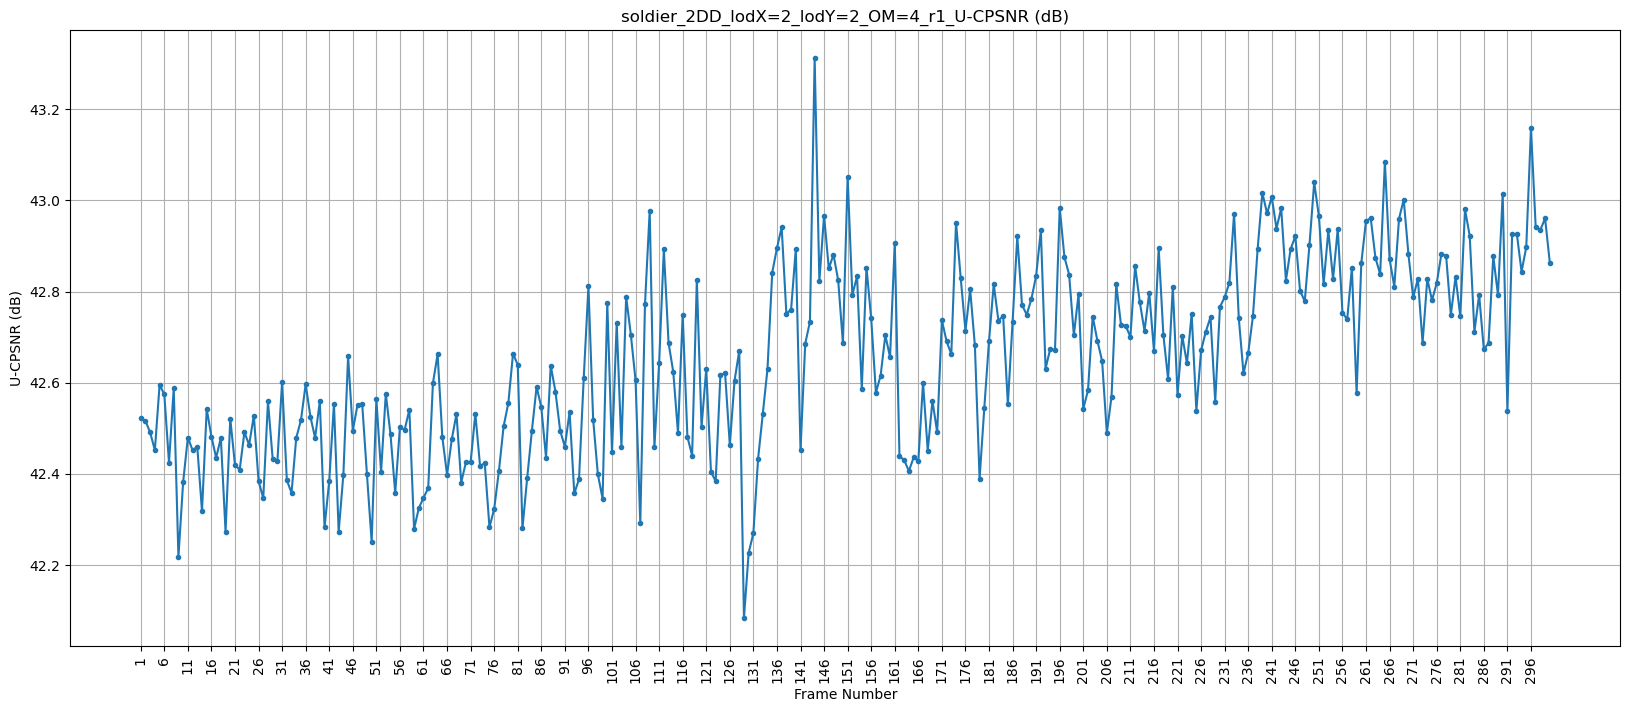 soldier_2DD_lodX=2_lodY=2_OM=4_r1_U-CPSNR (dB)
U-CPSNR (dB)
43.2
43.0
42.8
42.6
42.4
42.2
1 6 11 16 21 26 31 36 41 46 51 56 61 66 71 76 81 86 91 96 101 106 111 116 121 126 131 136 141 146 151 156 161 166 171 176 181 186 191 196 201 206 211 216 221 226 231 236 241 246 251 256 261 266 271 276 281 286 291 296
Frame Number